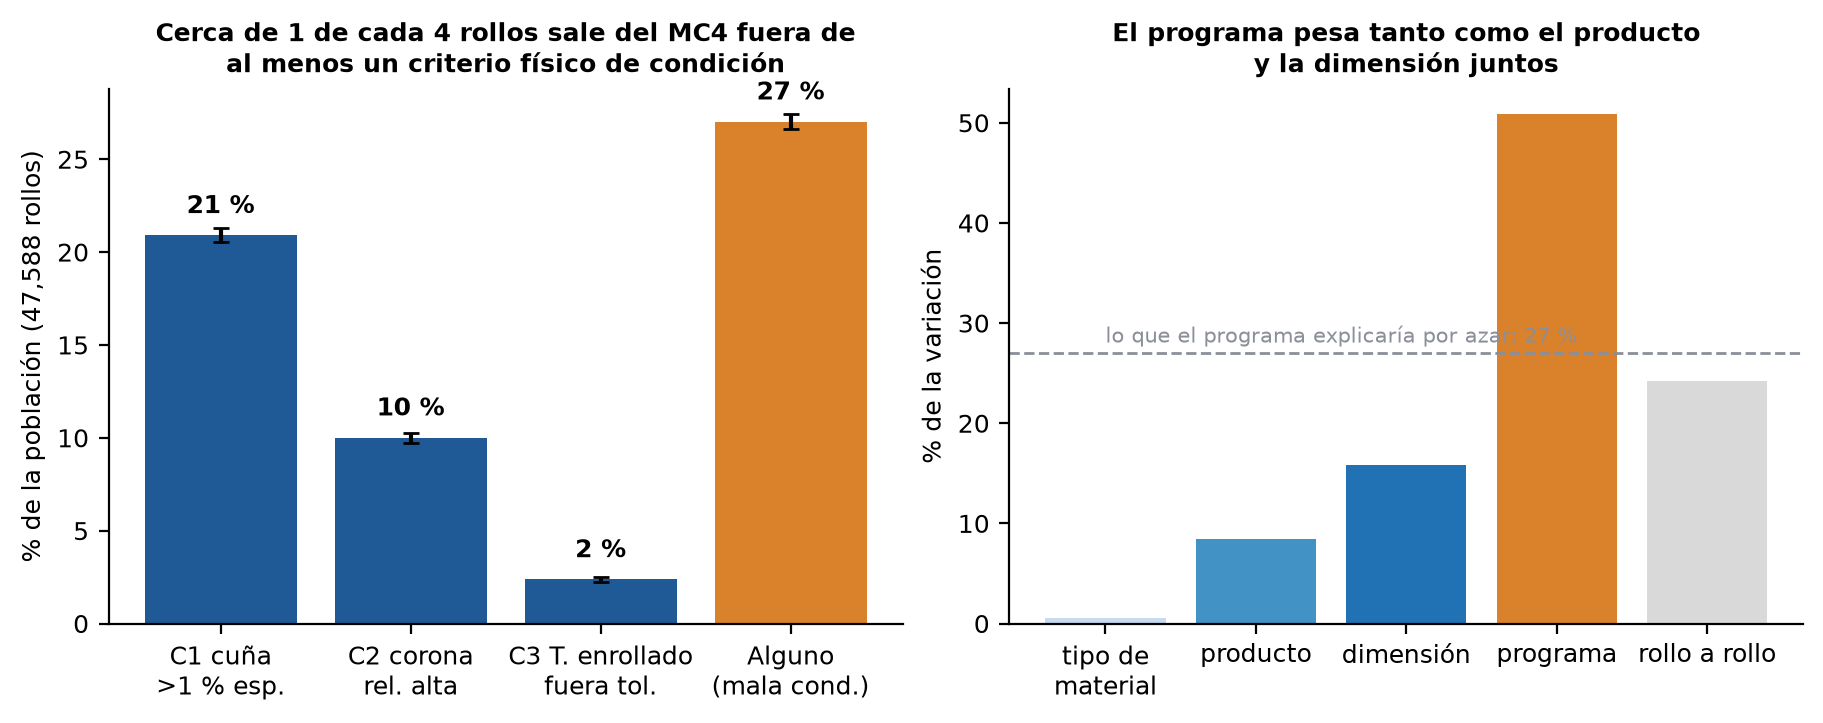 Cerca de 1 de cada 4 rollos sale del MC4 fuera de
al menos un criterio físico de condición
% de la población (47,588 rollos)
25
20
15
10
5
0
21 %
10 %
2 %
27 %
C1 cuña
>1 % esp.
C2 corona
rel. alta
C3 T. enrollado
fuera tol.
Alguno
(mala cond.)
El programa pesa tanto como el producto
y la dimensión juntos
% de la variación
50
40
30
20
10
0
lo que el programa explicaría por azar: 27 %
tipo de
material
producto
dimensión
programa
rollo a rollo